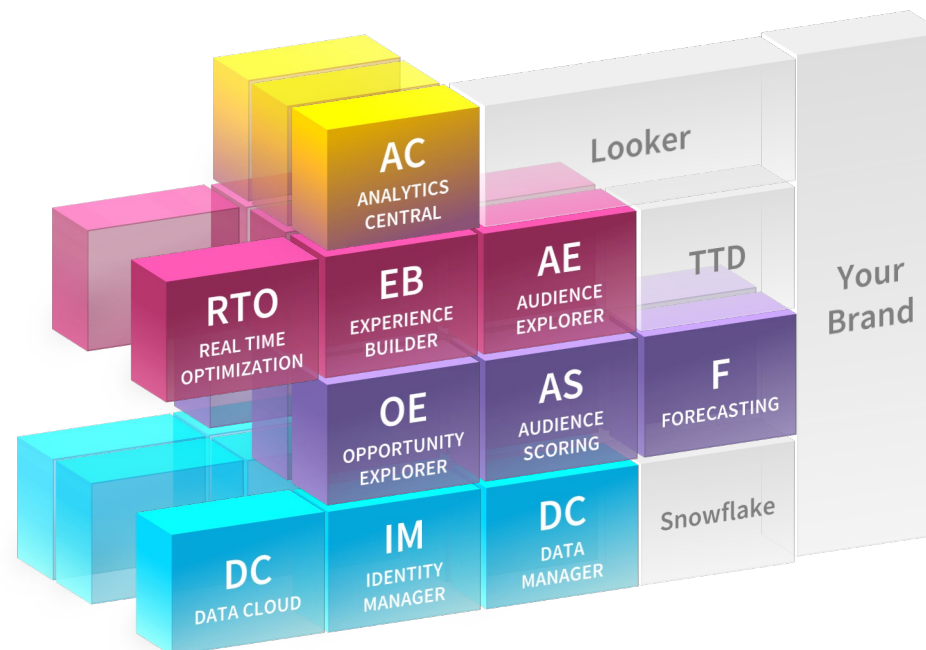 AC
ANALYTICS
CENTRAL
Looker
RTO
REAL TIME
OPTIMIZATION
EB
EXPERIENCE
BUILDER
AE
AUDIENCE
EXPLORER
TTD
Your
Brand
OE
OPPORTUNITY
EXPLORER
AS
AUDIENCE
SCORING
F
FORECASTING
DC
DATA CLOUD
IM
IDENTITY
MANAGER
DC
DATA
MANAGER
Snowflake